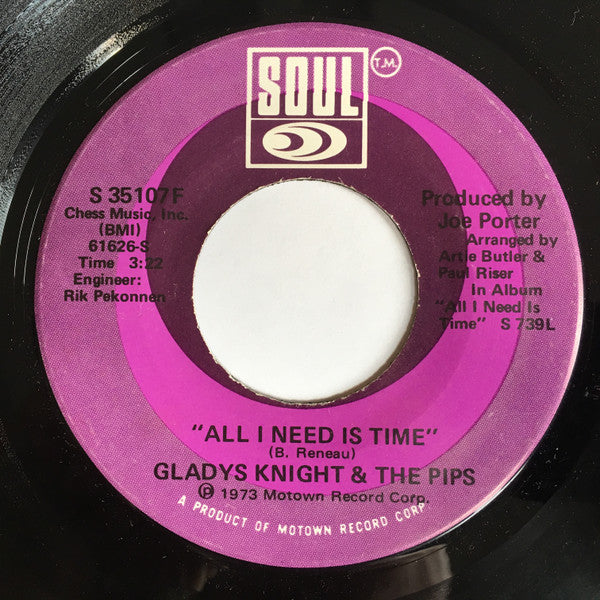 SOUL
T.M.
S 35107F
Chess Music, Inc.
(BMI)
61626-S
Time 3:22
Engineer:
Rik Pekonnen
Produced by
Joe Porter
Arranged by
Artie Butler &
Paul Riser
In Album
"All I Need Is
Time" S 739L
"ALL I NEED IS TIME"
(B. Reneau)
GLADYS KNIGHT & THE PIPS
℗ 1973 Motown Record Corp.
A PRODUCT OF MOTOWN RECORD CORP.